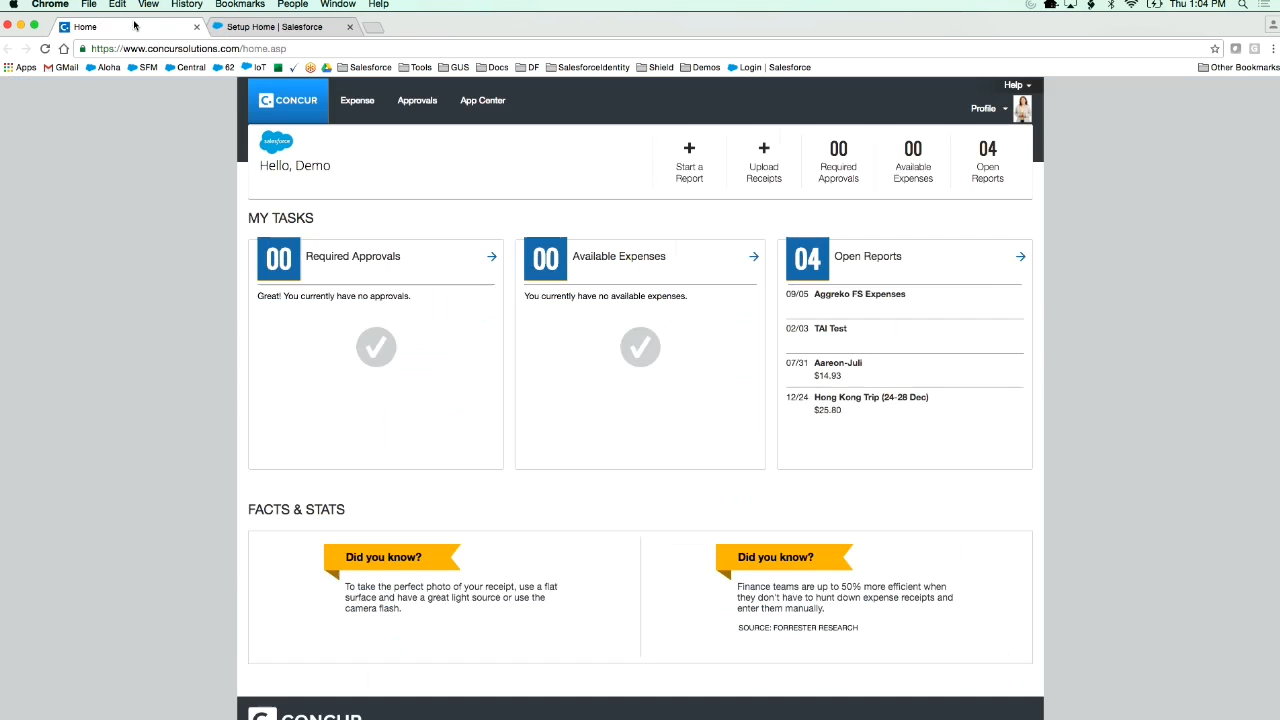 Chrome File Edit View History Bookmarks People Window Help Thu 1:04 PM
Home Setup Home | Salesforce
https://www.concursolutions.com/home.asp
Apps GMail Aloha SFM Central 62 IoT Salesforce Tools GUS Docs DF SalesforceIdentity Shield Demos Login | Salesforce Other Bookmarks
Help
C. CONCUR Expense Approvals App Center
Profile
salesforce
Hello, Demo
+ + 00 00 04
Start a Upload Required Available Open
Report Receipts Approvals Expenses Reports
MY TASKS
00 Required Approvals
Great! You currently have no approvals.
00 Available Expenses
You currently have no available expenses.
04 Open Reports
09/05 Aggreko FS Expenses
02/03 TAI Test
07/31 Aareon-Juli
$14.93
12/24 Hong Kong Trip (24-28 Dec)
$25.80
FACTS & STATS
Did you know?
To take the perfect photo of your receipt, use a flat
surface and have a great light source or use the
camera flash.
Did you know?
Finance teams are up to 50% more efficient when
they don't have to hunt down expense receipts and
enter them manually.
SOURCE: FORRESTER RESEARCH
C. CONCUR